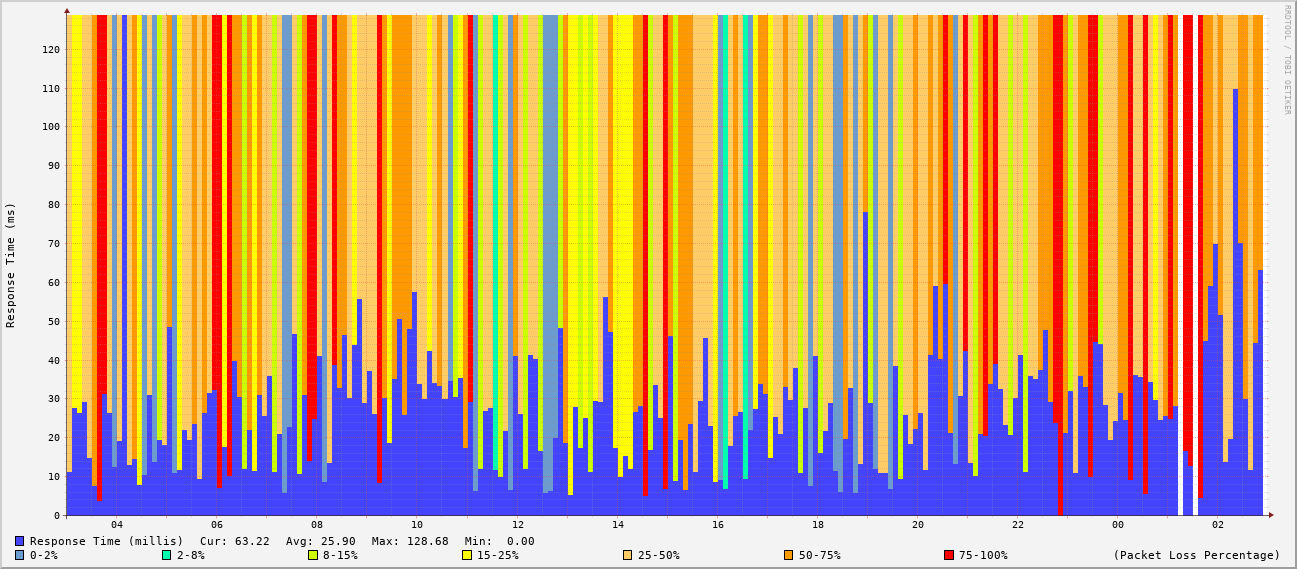 RRDTOOL / TOBI OETIKER
Response Time (ms)
120
110
100
90
80
70
60
50
40
30
20
10
0
04 06 08 10 12 14 16 18 20 22 00 02
Response Time (millis) Cur: 63.22 Avg: 25.90 Max: 128.68 Min: 0.00
0-2% 2-8% 8-15% 15-25% 25-50% 50-75% 75-100% (Packet Loss Percentage)